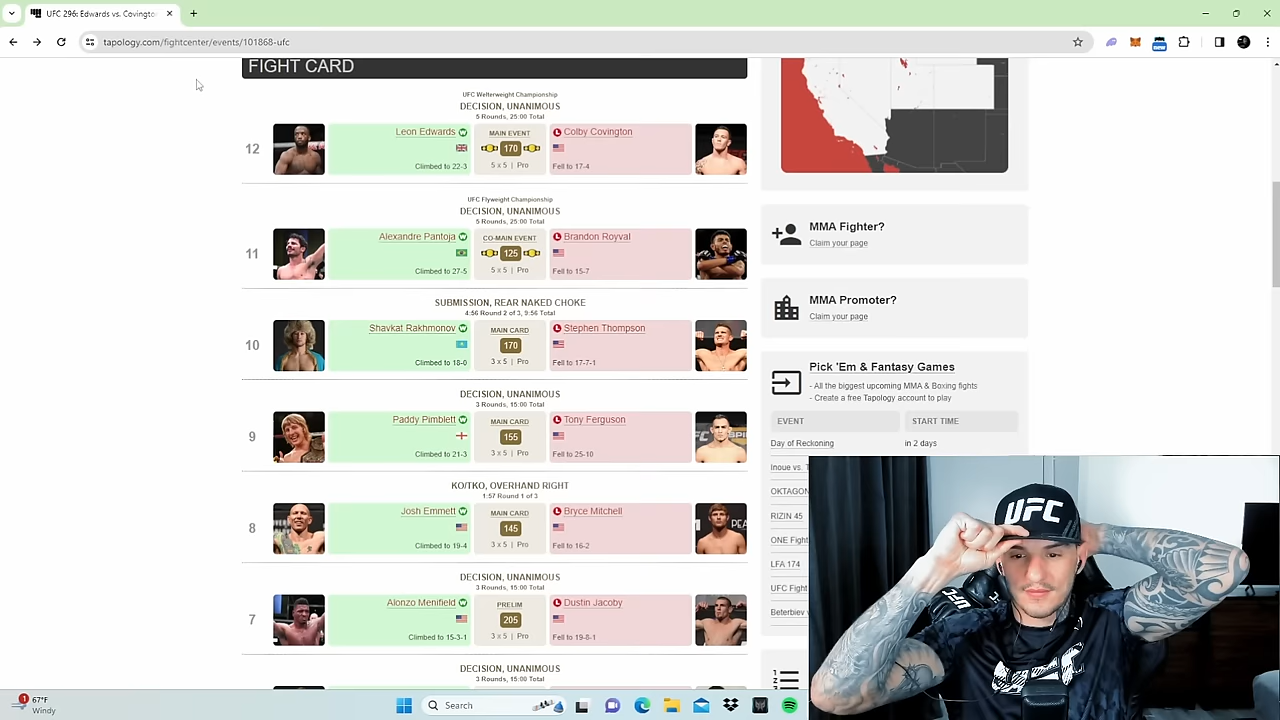 UFC 296: Edwards vs. Covingto
tapology.com/fightcenter/events/101868-ufc
new
FIGHT CARD
UFC Welterweight Championship
DECISION, UNANIMOUS
5 Rounds, 25:00 Total
12
Leon Edwards W
MAIN EVENT
L Colby Covington
170
Climbed to 22-3
5 x 5 | Pro
Fell to 17-4
UFC Flyweight Championship
DECISION, UNANIMOUS
5 Rounds, 25:00 Total
11
Alexandre Pantoja W
CO-MAIN EVENT
L Brandon Royval
125
Climbed to 27-5
5 x 5 | Pro
Fell to 15-7
SUBMISSION, REAR NAKED CHOKE
4:56 Round 2 of 3, 9:56 Total
10
Shavkat Rakhmonov W
MAIN CARD
L Stephen Thompson
170
Climbed to 18-0
3 x 5 | Pro
Fell to 17-7-1
DECISION, UNANIMOUS
3 Rounds, 15:00 Total
9
Paddy Pimblett W
MAIN CARD
L Tony Ferguson
155
Climbed to 21-3
3 x 5 | Pro
Fell to 25-10
KO/TKO, OVERHAND RIGHT
1:57 Round 1 of 3
8
Josh Emmett W
MAIN CARD
L Bryce Mitchell
145
Climbed to 19-4
3 x 5 | Pro
Fell to 16-2
DECISION, UNANIMOUS
3 Rounds, 15:00 Total
7
Alonzo Menifield W
PRELIM
L Dustin Jacoby
205
Climbed to 15-3-1
3 x 5 | Pro
Fell to 19-8-1
DECISION, UNANIMOUS
3 Rounds, 15:00 Total
MMA Fighter?
Claim your page
MMA Promoter?
Claim your page
Pick 'Em & Fantasy Games
- All the biggest upcoming MMA & Boxing fights
- Create a free Tapology account to play
EVENT
START TIME
Day of Reckoning
in 2 days
Inoue vs.
OKTAGON
RIZIN 45
ONE Fight
LFA 174
UFC Fight
Beterbiev
UFC
UFC
1
67°F
Windy
Search